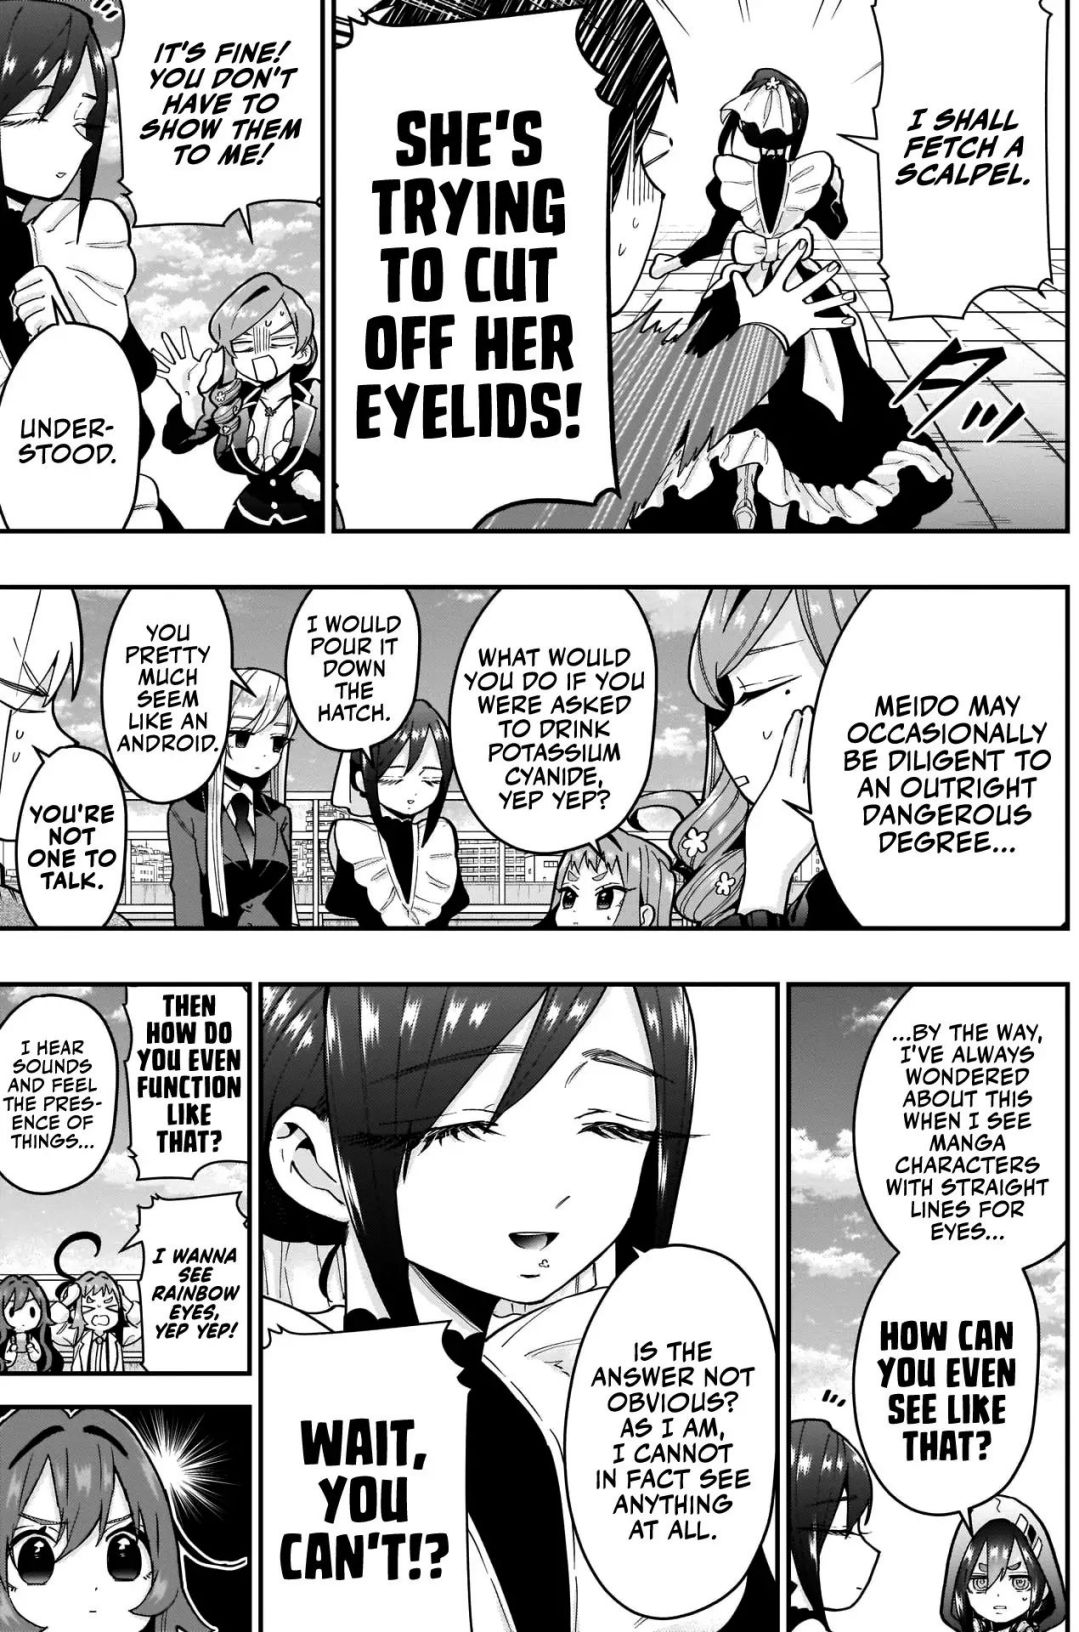 I SHALL
FETCH A
SCALPEL.
SHE'S
TRYING
TO CUT
OFF HER
EYELIDS!
IT'S FINE!
YOU DON'T
HAVE TO
SHOW THEM
TO ME!
UNDER-
STOOD.
MEIDO MAY
OCCASIONALLY
BE DILIGENT TO
AN OUTRIGHT
DANGEROUS
DEGREE...
WHAT WOULD
YOU DO IF YOU
WERE ASKED
TO DRINK
POTASSIUM
CYANIDE,
YEP YEP?
I WOULD
POUR IT
DOWN
THE
HATCH.
YOU
PRETTY
MUCH
SEEM
LIKE AN
ANDROID.
YOU'RE
NOT
ONE TO
TALK.
...BY THE WAY,
I'VE ALWAYS
WONDERED
ABOUT THIS
WHEN I SEE
MANGA
CHARACTERS
WITH STRAIGHT
LINES FOR
EYES...
HOW CAN
YOU EVEN
SEE LIKE
THAT?
IS THE
ANSWER NOT
OBVIOUS?
AS I AM,
I CANNOT
IN FACT SEE
ANYTHING
AT ALL.
WAIT,
YOU
CAN'T!?
THEN
HOW DO
YOU EVEN
FUNCTION
LIKE
THAT?
I HEAR
SOUNDS
AND FEEL
THE PRES-
ENCE OF
THINGS...
I WANNA
SEE
RAINBOW
EYES,
YEP YEP!